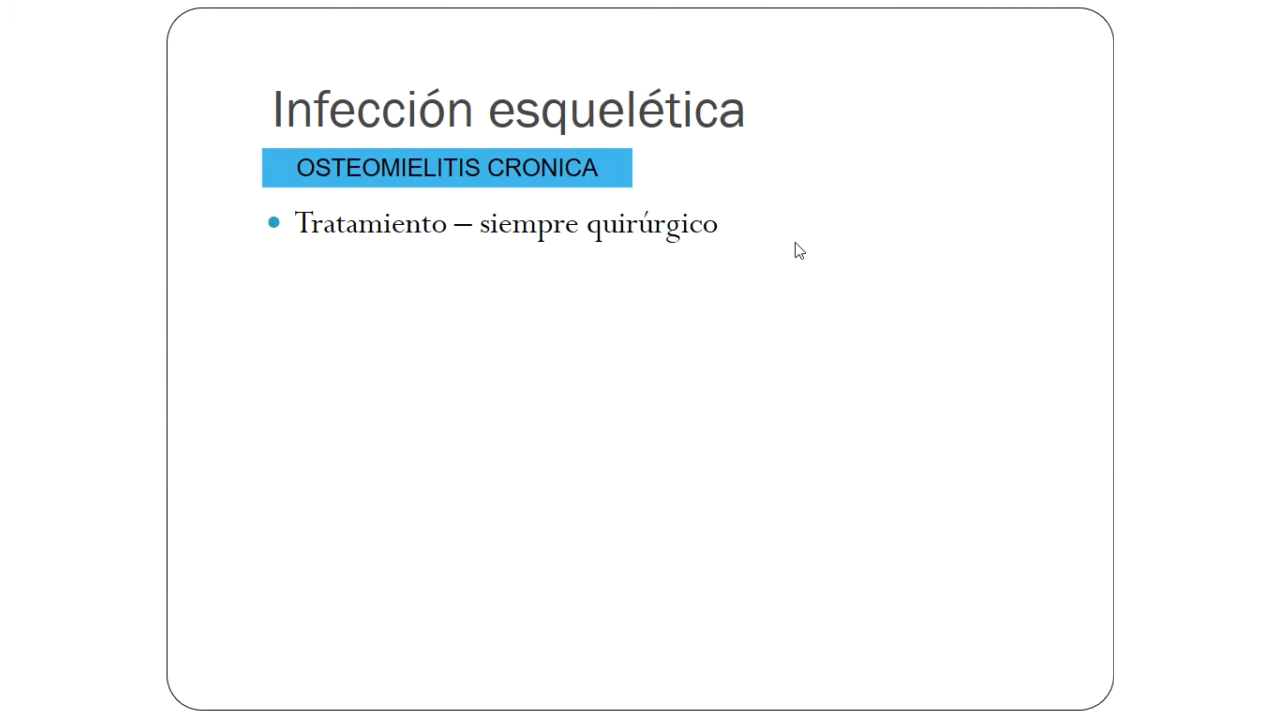 Infección esquelética
OSTEOMIELITIS CRONICA
• Tratamiento – siempre quirúrgico